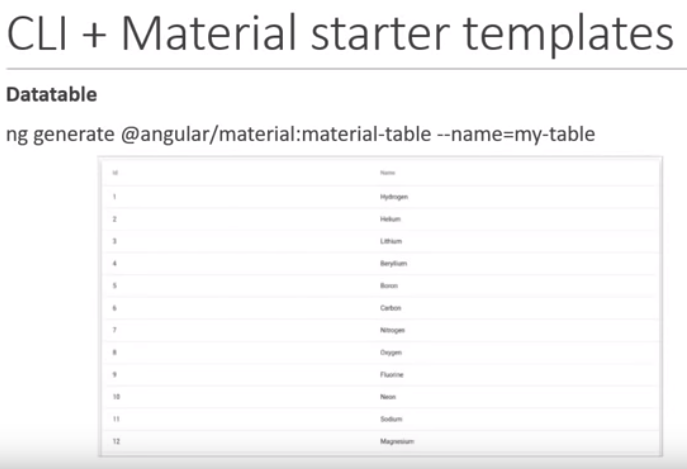 CLI + Material starter templates
Datatable
ng generate @angular/material:material-table --name=my-table
Id Name
1 Hydrogen
2 Helium
3 Lithium
4 Beryllium
5 Boron
6 Carbon
7 Nitrogen
8 Oxygen
9 Fluorine
10 Neon
11 Sodium
12 Magnesium